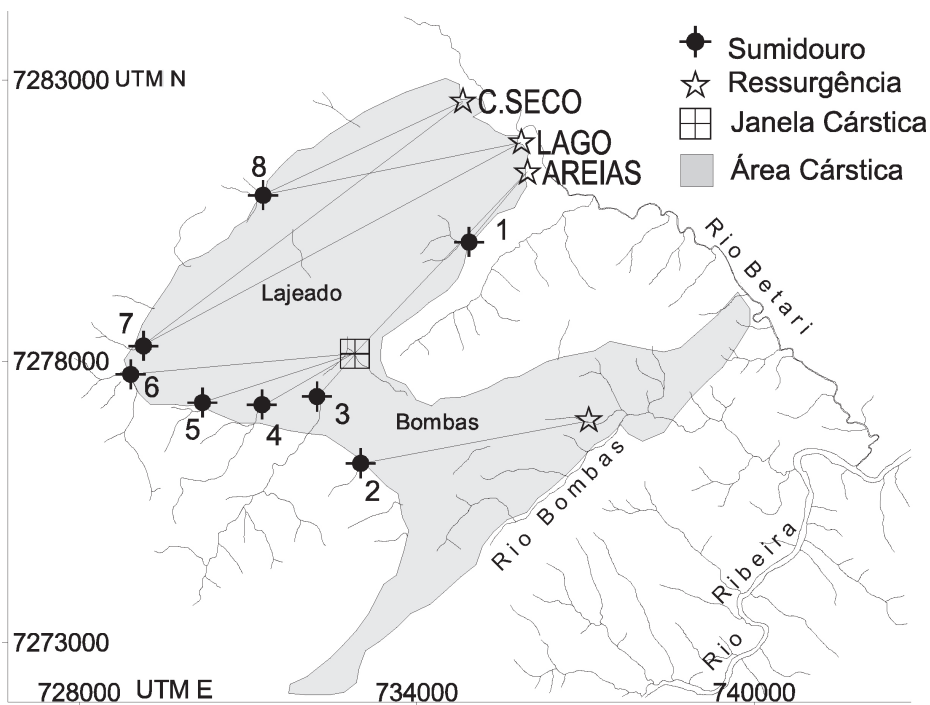 7283000 UTM N
Sumidouro
Ressurgência
Janela Cárstica
Área Cárstica
C.SECO
LAGO
AREIAS
8
1
Rio Betari
Lajeado
7
7278000
6
5
4
3
Bombas
2
Rio Bombas
Rio Ribeira
7273000
728000 UTM E 734000 740000